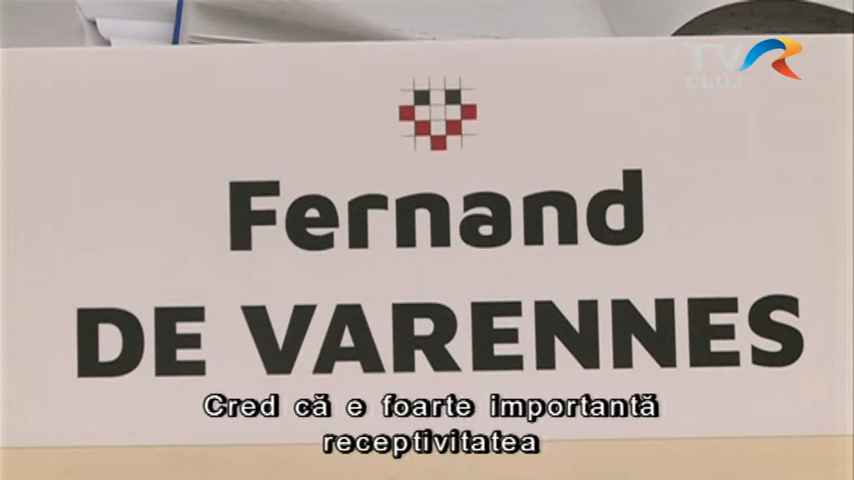 TVR
CLUJ
Fernand
DE VARENNES
Cred că e foarte importantă
receptivitatea